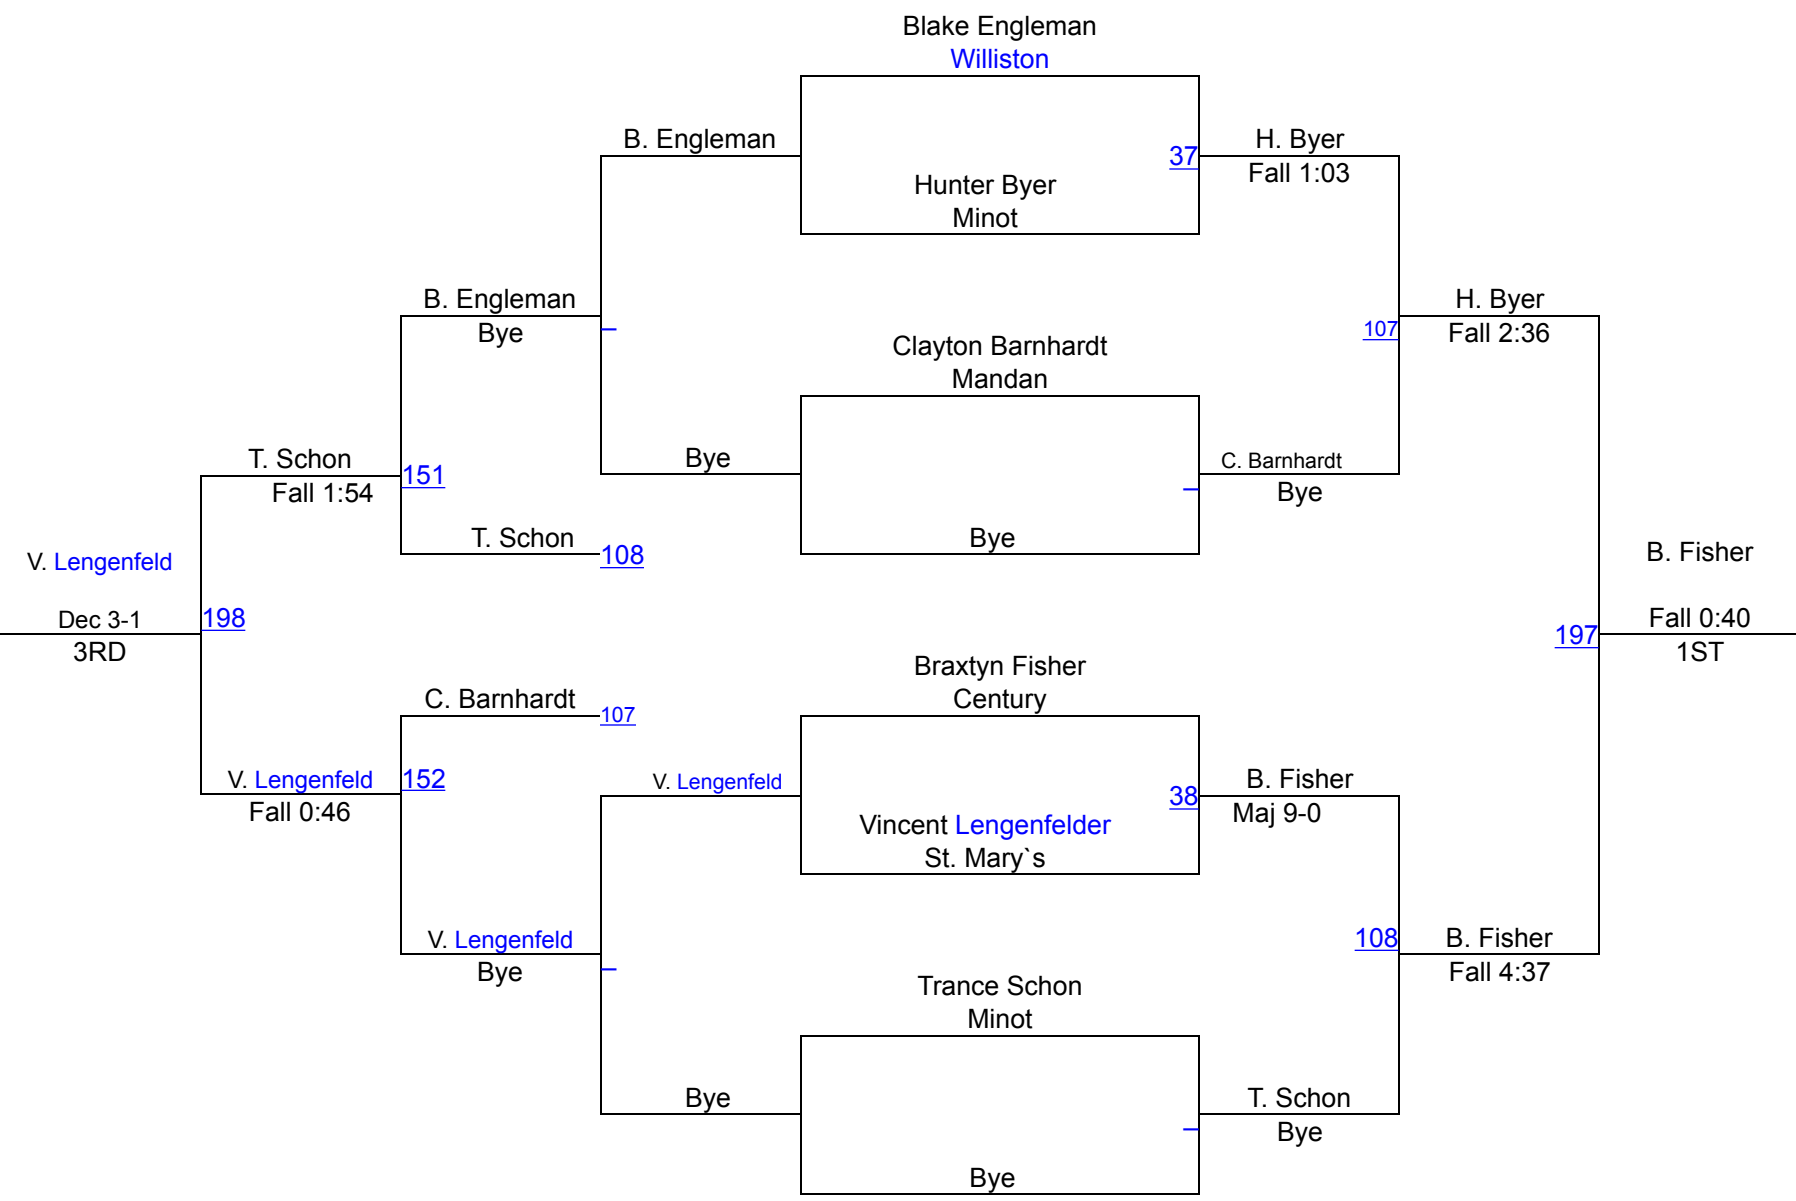 Blake Engleman
Williston
B. Engleman
37
H. Byer
Fall 1:03
Hunter Byer
Minot
B. Engleman
Bye
H. Byer
107
Fall 2:36
Clayton Barnhardt
Mandan
T. Schon
Fall 1:54
151
Bye
C. Barnhardt
Bye
T. Schon
108
Bye
V. Lengenfeld
B. Fisher
Dec 3-1
198
3RD
Fall 0:40
197
1ST
Braxtyn Fisher
Century
C. Barnhardt
107
V. Lengenfeld
152
Fall 0:46
V. Lengenfeld
38
B. Fisher
Maj 9-0
Vincent Lengenfelder
St. Mary`s
V. Lengenfeld
Bye
108
B. Fisher
Fall 4:37
Trance Schon
Minot
Bye
T. Schon
Bye
Bye